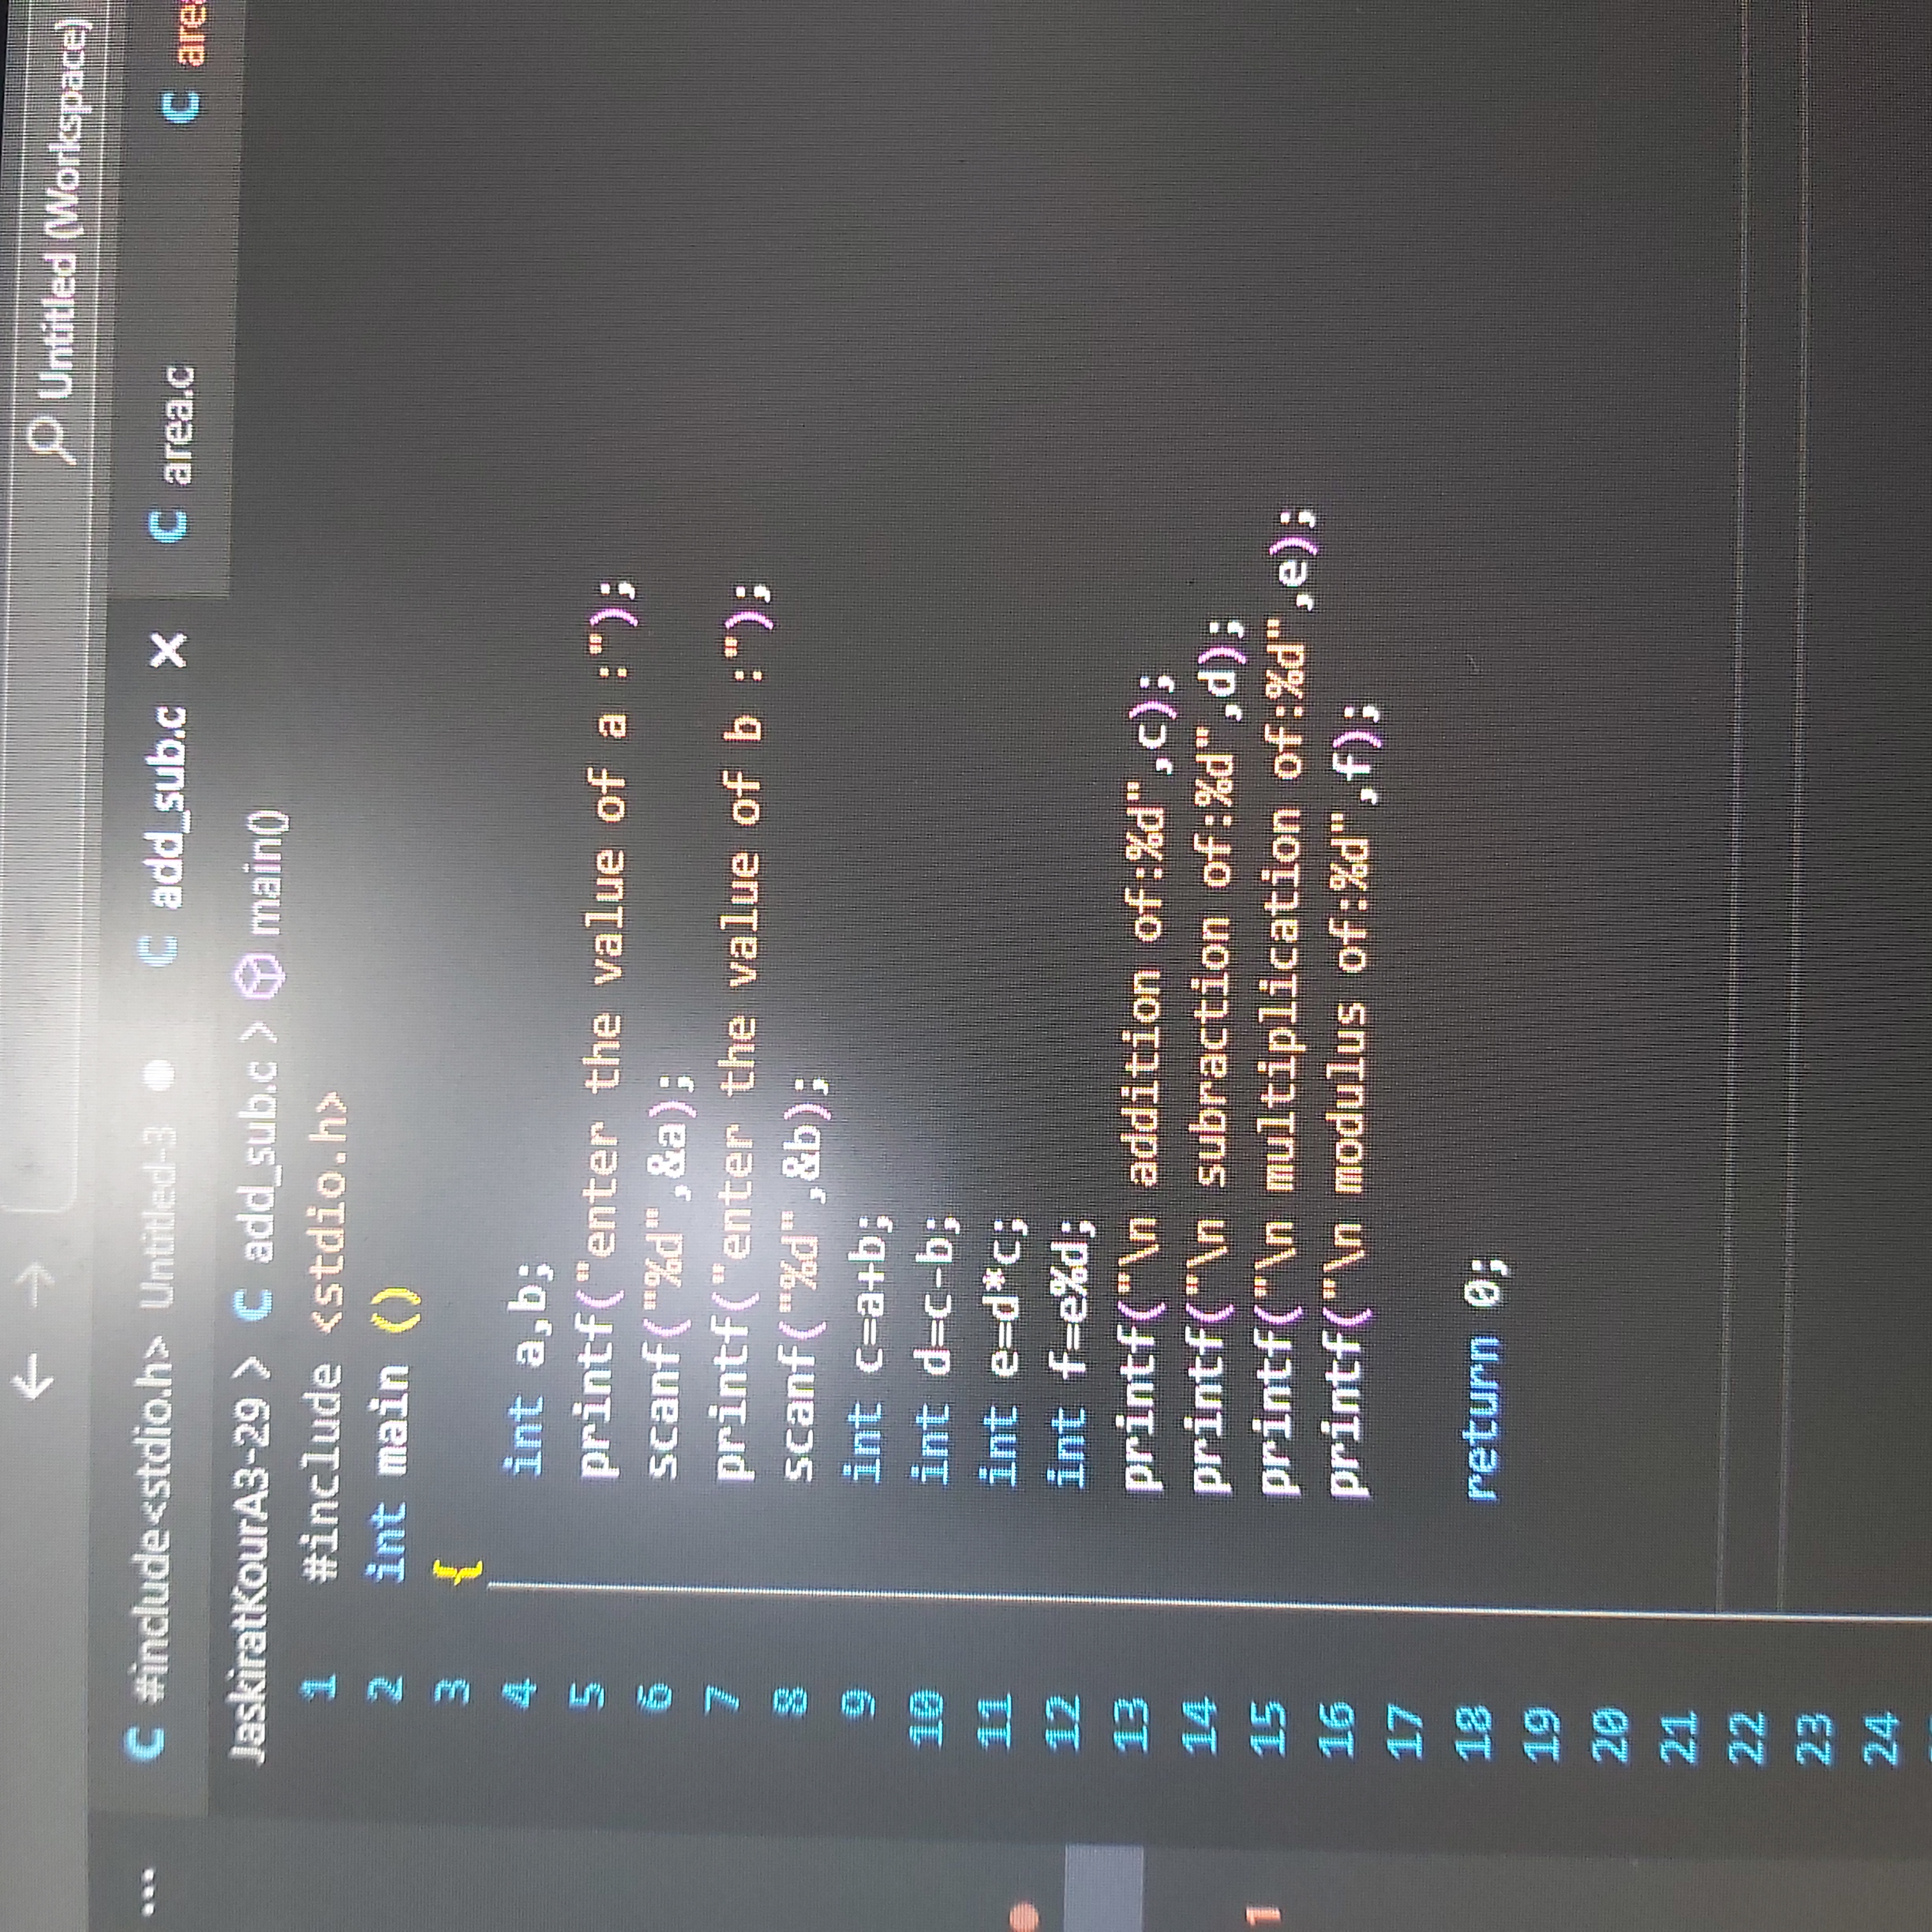 ← → Untitled (Workspace)
... C #include<stdio.h> Untitled-3 ● C add_sub.c X C area.c C
JaskiratKourA3-29 > C add_sub.c > main()
1 #include <stdio.h>
2 int main ()
3 {
4 int a,b;
5 printf("enter the value of a :");
6 scanf("%d",&a);
7 printf("enter the value of b :");
8 scanf("%d",&b);
9 int c=a+b;
10 int d=c-b;
11 int e=d*c;
12 int f=e%d;
13 printf("\n addition of:%d",c);
14 printf("\n subraction of:%d",d);
1
15 printf("\n multiplication of:%d",e);
16 printf("\n modulus of:%d",f);
17
18 return 0;
19
20
21
22
23
24